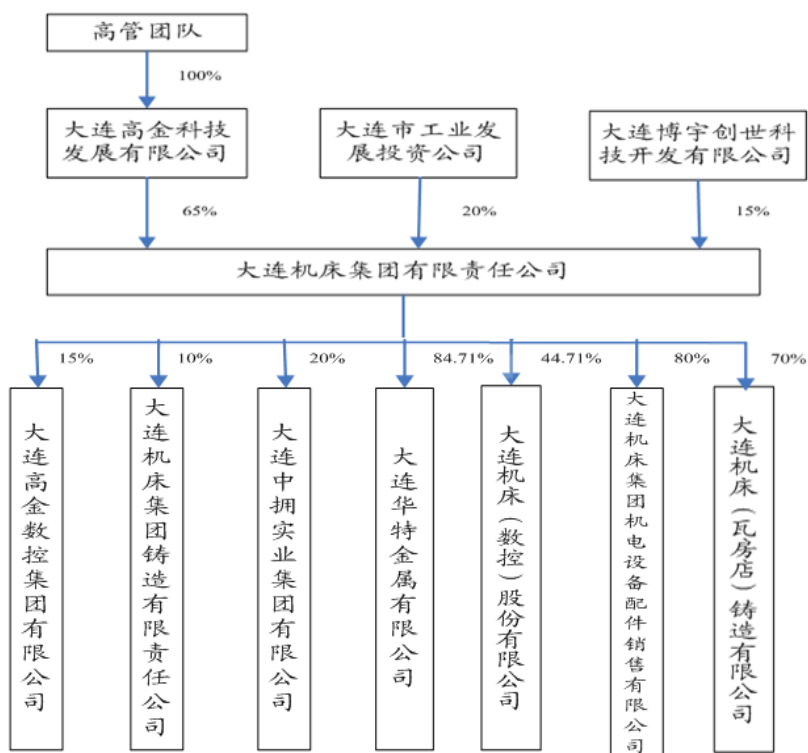 高管团队
100%
大连高金科技
发展有限公司
大连市工业发
展投资公司
大连博宇创世科
技开发有限公司
65%
20%
15%
大连机床集团有限责任公司
15%
10%
20%
84.71%
44.71%
80%
70%
大连高金数控集团有限公司
大连机床集团铸造有限责任公司
大连中拥实业集团有限公司
大连华特金属有限公司
大连机床（数控）股份有限公司
大连机床集团机电设备配件销售有限公司
大连机床（瓦房店）铸造有限公司